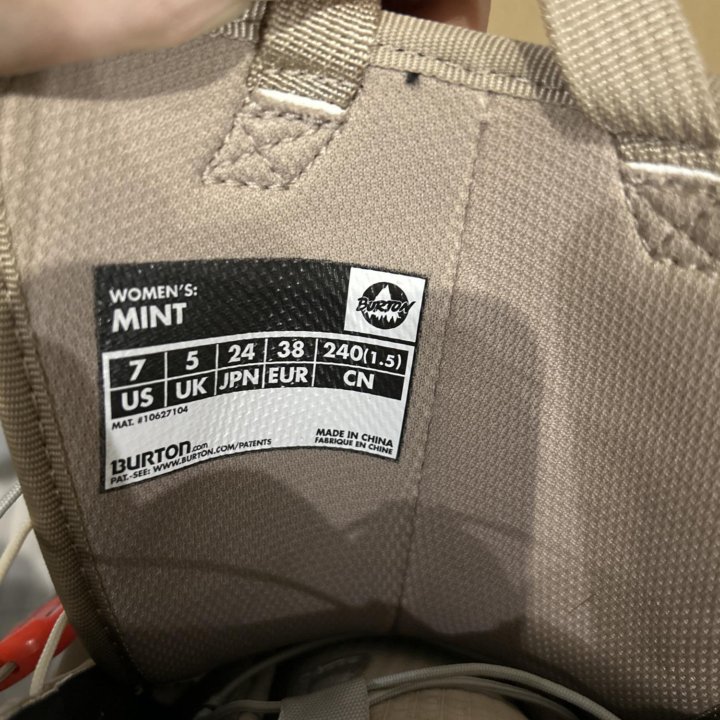 WOMEN'S:
MINT
BURTON
7 5 24 38 240(1.5)
US UK JPN EUR CN
MAT. #10627104
MADE IN CHINA
FABRIQUE EN CHINE
BURTON.com
PAT.-SEE: WWW.BURTON.COM/PATENTS